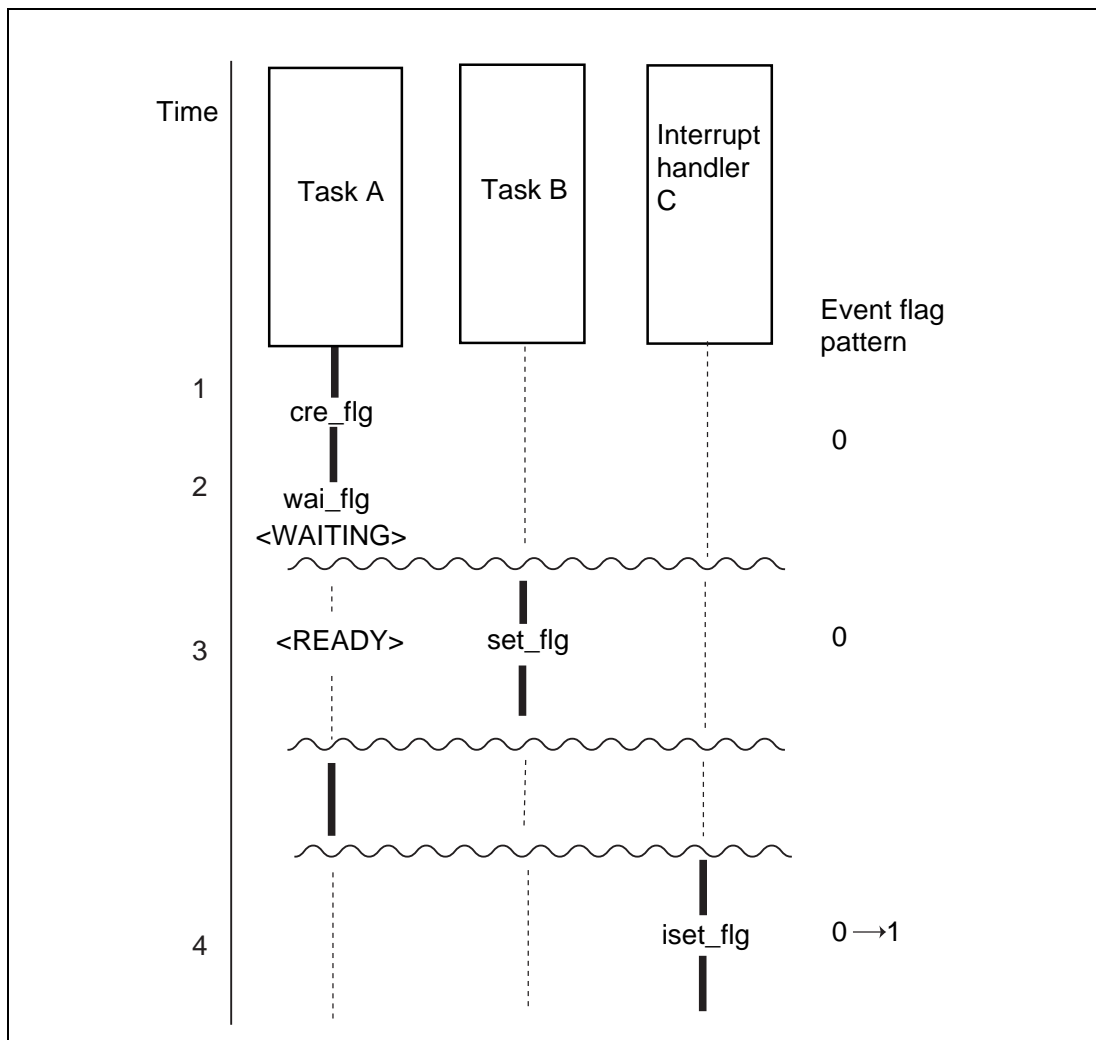 Time
Task A
Task B
Interrupt
handler
C
Event flag
pattern
1
cre_flg
0
2
wai_flg
<WAITING>
3
<READY>
set_flg
0
4
iset_flg
0→1